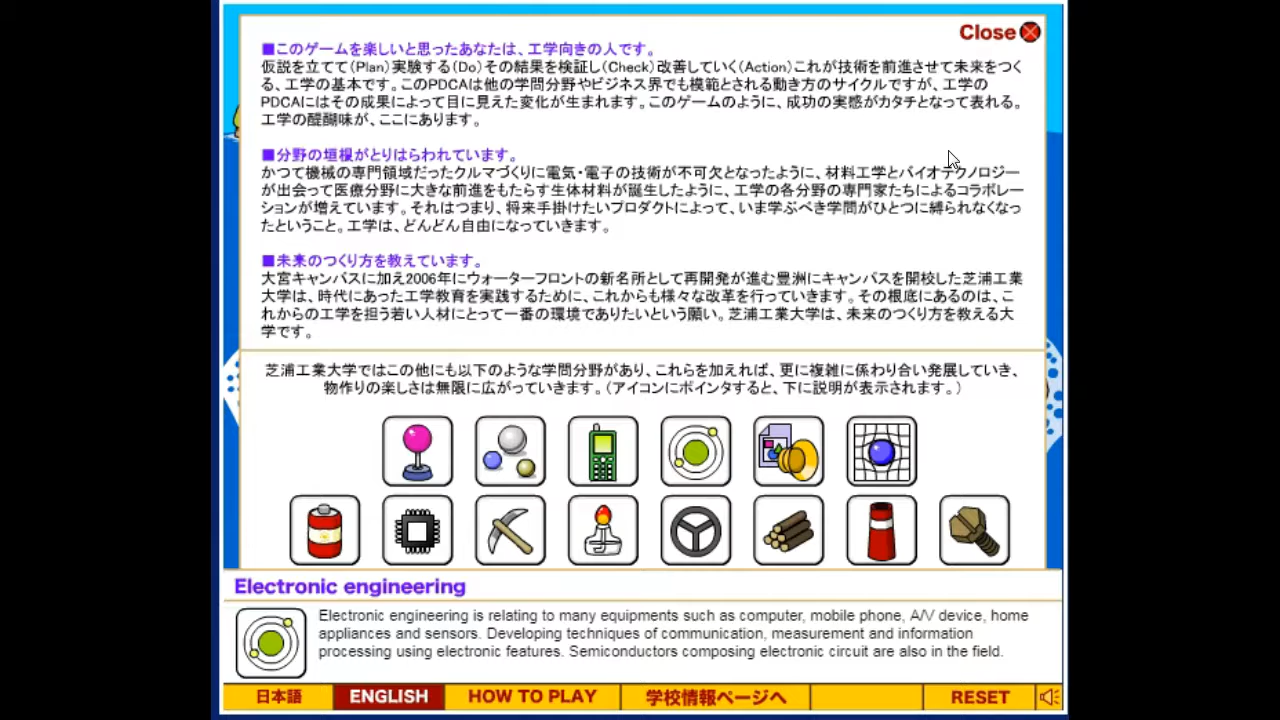 Close
■このゲームを楽しいと思ったあなたは、工学向きの人です。
仮説を立てて(Plan)実験する(Do)その結果を検証し(Check)改善していく(Action)これが技術を前進させて未来をつく
る、工学の基本です。このPDCAは他の学問分野やビジネス界でも模範とされる動き方のサイクルですが、工学の
PDCAにはその成果によって目に見えた変化が生まれます。このゲームのように、成功の実感がカタチとなって表れる。
工学の醍醐味が、ここにあります。
■分野の垣根がとりはらわれています。
かつて機械の専門領域だったクルマづくりに電気・電子の技術が不可欠となったように、材料工学とバイオテクノロジー
が出会って医療分野に大きな前進をもたらす生体材料が誕生したように、工学の各分野の専門家たちによるコラボレー
ションが増えています。それはつまり、将来手掛けたいプロダクトによって、いま学ぶべき学問がひとつに縛られなくなっ
たということ。工学は、どんどん自由になっていきます。
■未来のつくり方を教えています。
大宮キャンパスに加え2006年にウォーターフロントの新名所として再開発が進む豊洲にキャンパスを開校した芝浦工業
大学は、時代にあった工学教育を実践するために、これからも様々な改革を行っていきます。その根底にあるのは、こ
れからの工学を担う若い人材にとって一番の環境でありたいという願い。芝浦工業大学は、未来のつくり方を教える大
学です。
芝浦工業大学ではこの他にも以下のような学問分野があり、これらを加えれば、更に複雑に係わり合い発展していき、
物作りの楽しさは無限に広がっていきます。(アイコンにポインタすると、下に説明が表示されます。)
Electronic engineering
Electronic engineering is relating to many equipments such as computer, mobile phone, A/V device, home
appliances and sensors. Developing techniques of communication, measurement and information
processing using electronic features. Semiconductors composing electronic circuit are also in the field.
日本語 ENGLISH HOW TO PLAY 学校情報ページへ RESET